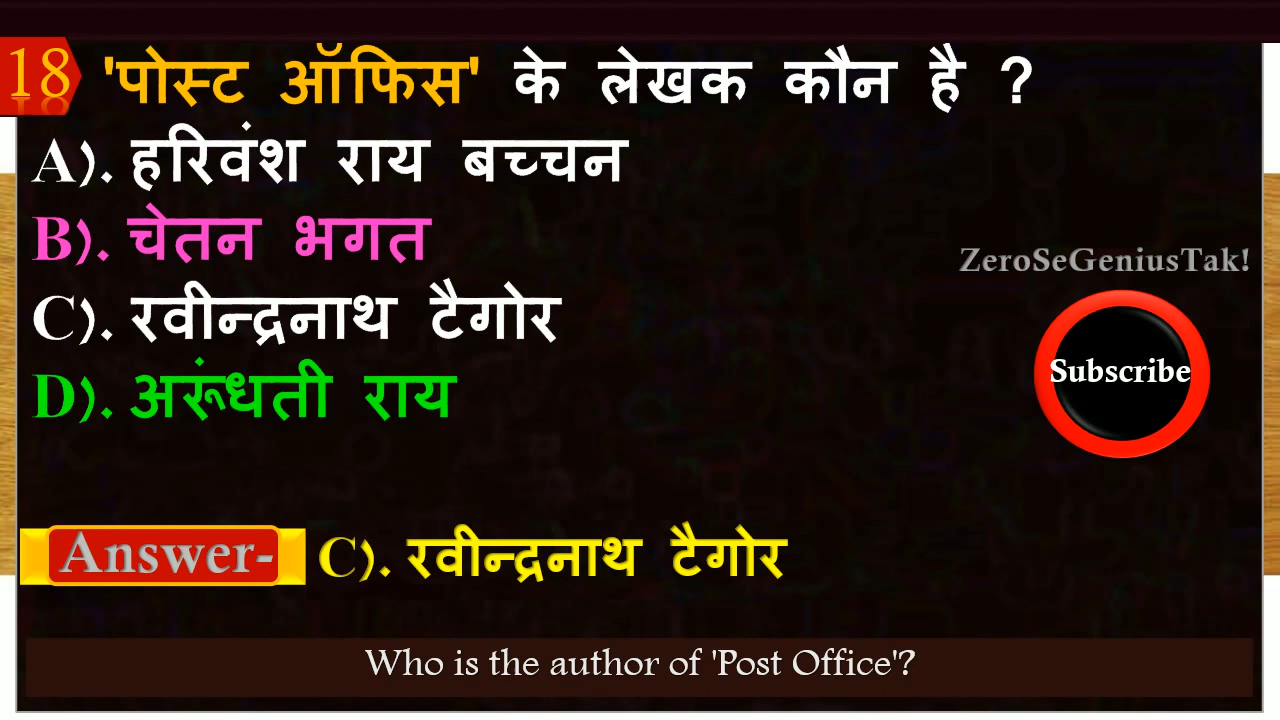 18 'पोस्ट ऑफिस' के लेखक कौन है ?
A). हरिवंश राय बच्चन
B). चेतन भगत
ZeroSeGeniusTak!
C). रवीन्द्रनाथ टैगोर
Subscribe
D). अरुंधती राय
Answer- C). रवीन्द्रनाथ टैगोर
Who is the author of 'Post Office'?